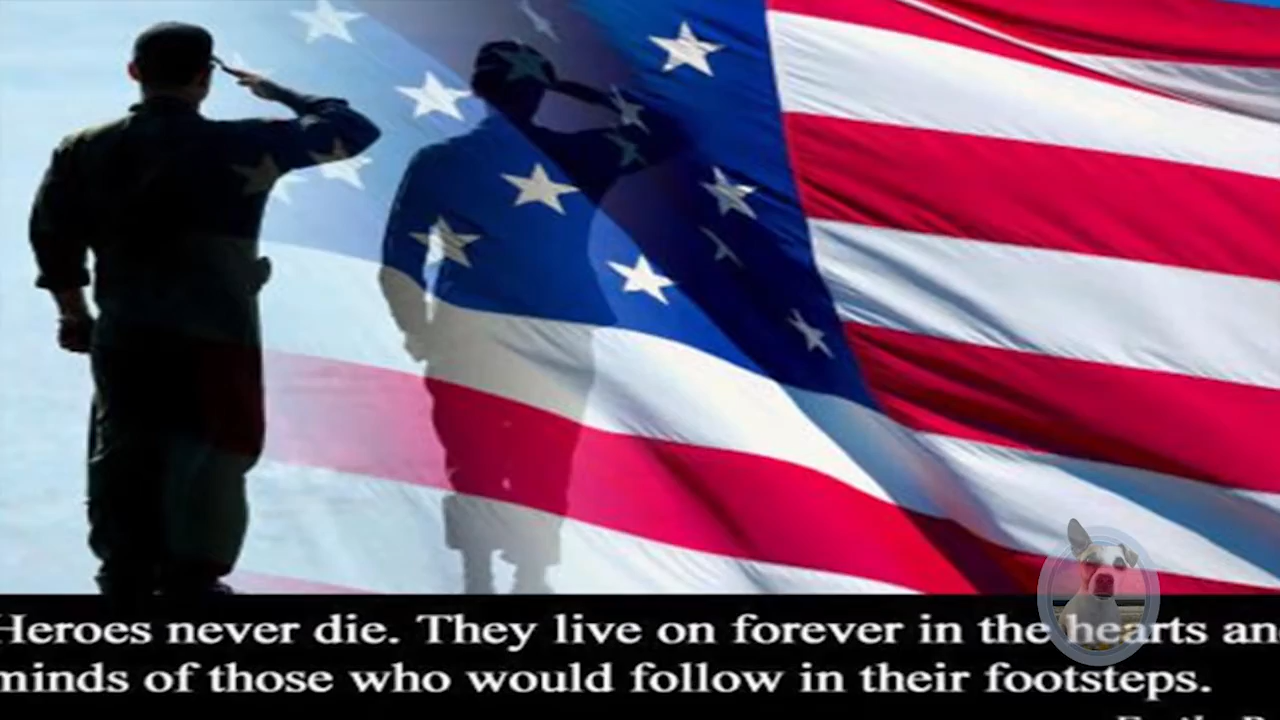 Heroes never die. They live on forever in the hearts an
minds of those who would follow in their footsteps.